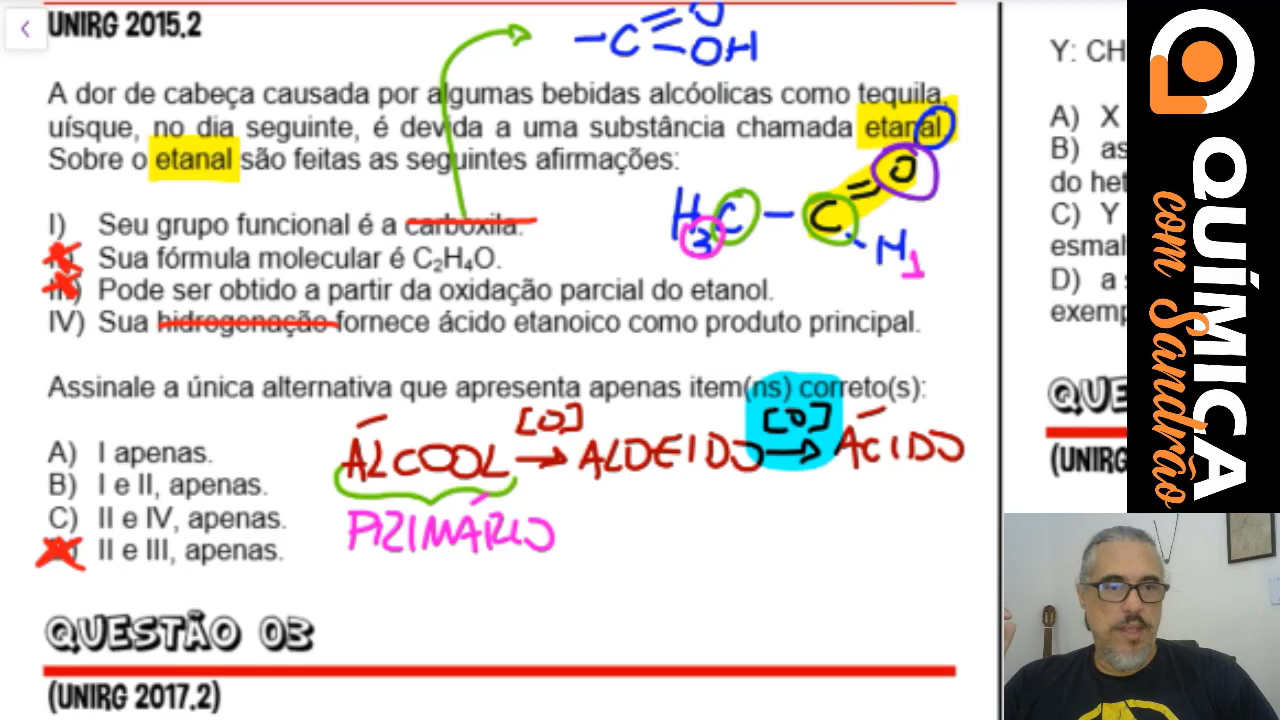 UNIRG 2015.2
A dor de cabeça causada por algumas bebidas alcóolicas como tequila,
uísque, no dia seguinte, é devida a uma substância chamada etanal
Sobre o etanal são feitas as seguintes afirmações:
I) Seu grupo funcional é a carboxila.
II) Sua fórmula molecular é C₂H₄O.
III) Pode ser obtido a partir da oxidação parcial do etanol.
IV) Sua hidrogenação fornece ácido etanoico como produto principal.
Assinale a única alternativa que apresenta apenas item(ns) correto(s):
A) I apenas.
B) I e II, apenas.
C) II e IV, apenas.
II e III, apenas.
QUESTÃO 03
(UNIRG 2017.2)
- C = O
- OH
H3C - C = O
H 1
ÁLCOOL [O] → ALDEIDO [O] → ÁCIDO
PRIMÁRIO
Y: CH
A) X
B) as
do het
C) Y
esmal
D) a s
exemp
QUE
(UNIRG
QUÍMICA
com Sandrão